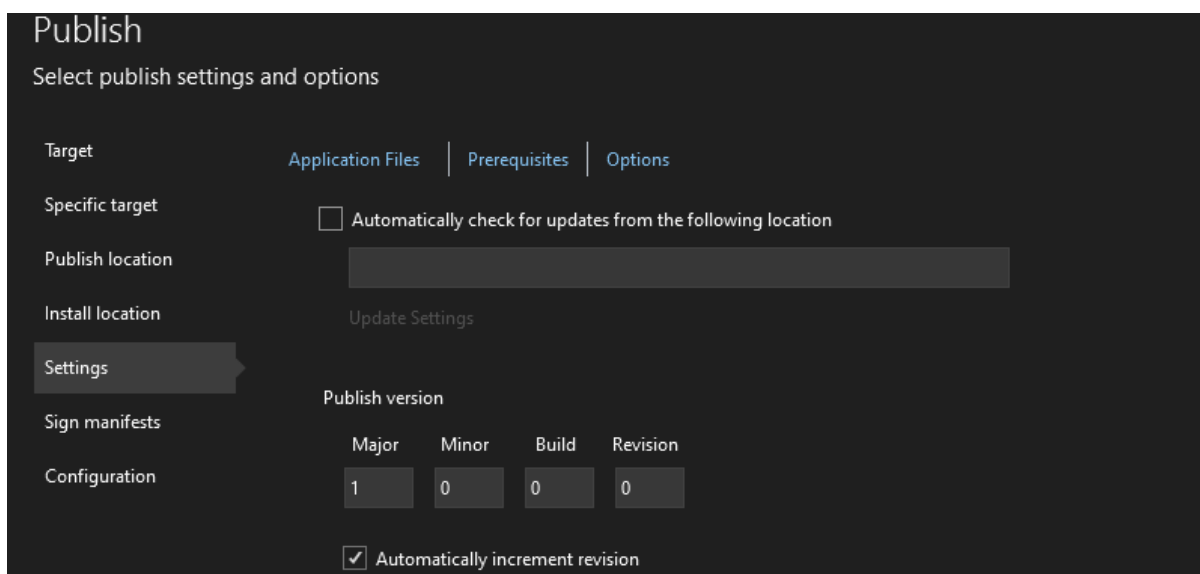 Publish
Select publish settings and options
Target
Specific target
Publish location
Install location
Settings
Sign manifests
Configuration
Application Files Prerequisites Options
Automatically check for updates from the following location
Update Settings
Publish version
Major Minor Build Revision
1 0 0 0
Automatically increment revision